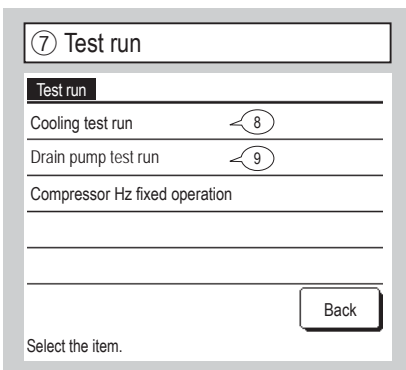 ⑦ Test run
Test run
Cooling test run ⑧
Drain pump test run ⑨
Compressor Hz fixed operation
Back
Select the item.